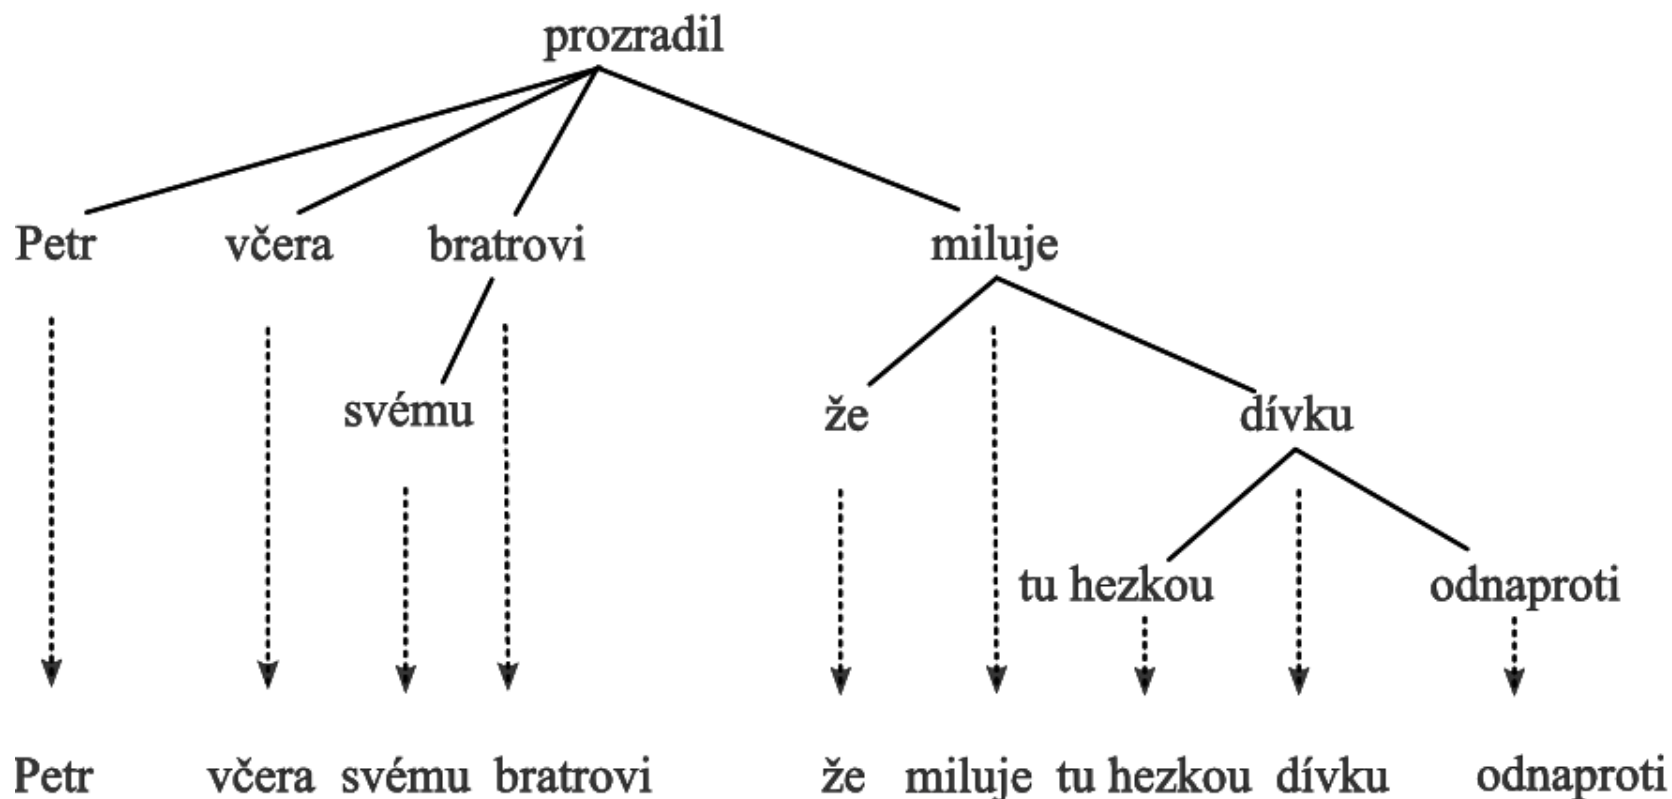 prozradil
Petr včera bratrovi miluje
svému že dívku
tu hezkou odnaproti
Petr včera svému bratrovi že miluje tu hezkou dívku odnaproti